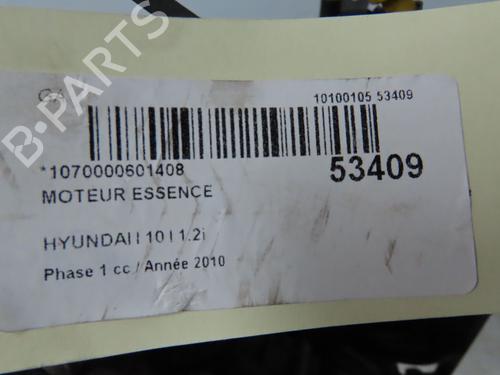 10100105 53409
*1070000601408
53409
MOTEUR ESSENCE
HYUNDAI I 10 I 1.2i
Phase 1 cc / Année 2010
B-PARTS